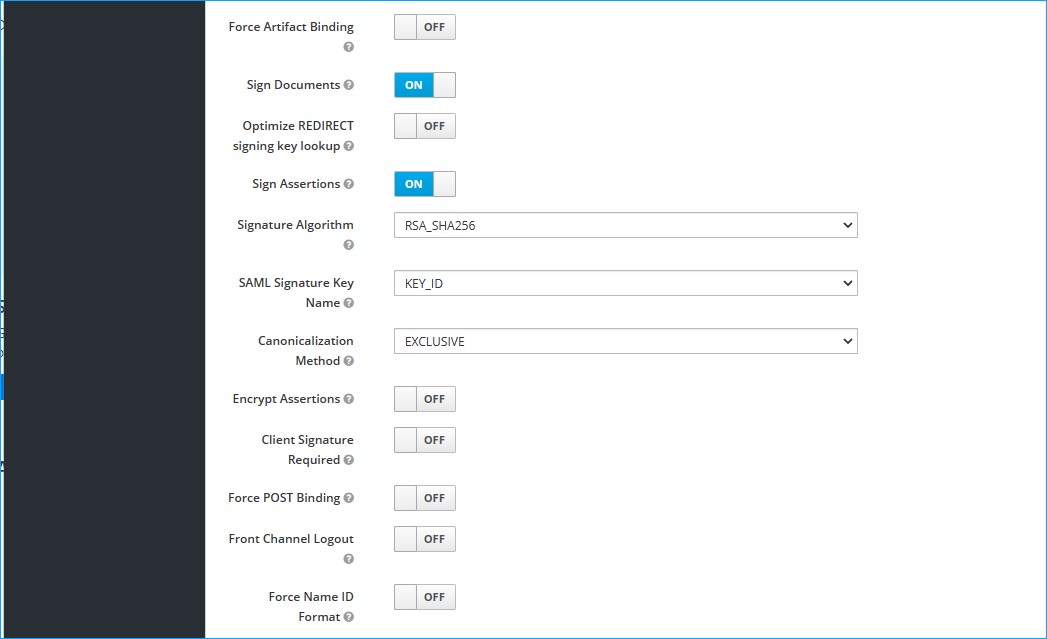 Force Artifact Binding OFF
Sign Documents ON
Optimize REDIRECT OFF
signing key lookup
Sign Assertions ON
Signature Algorithm RSA_SHA256
SAML Signature Key KEY_ID
Name
Canonicalization EXCLUSIVE
Method
Encrypt Assertions OFF
Client Signature OFF
Required
Force POST Binding OFF
Front Channel Logout OFF
Force Name ID OFF
Format